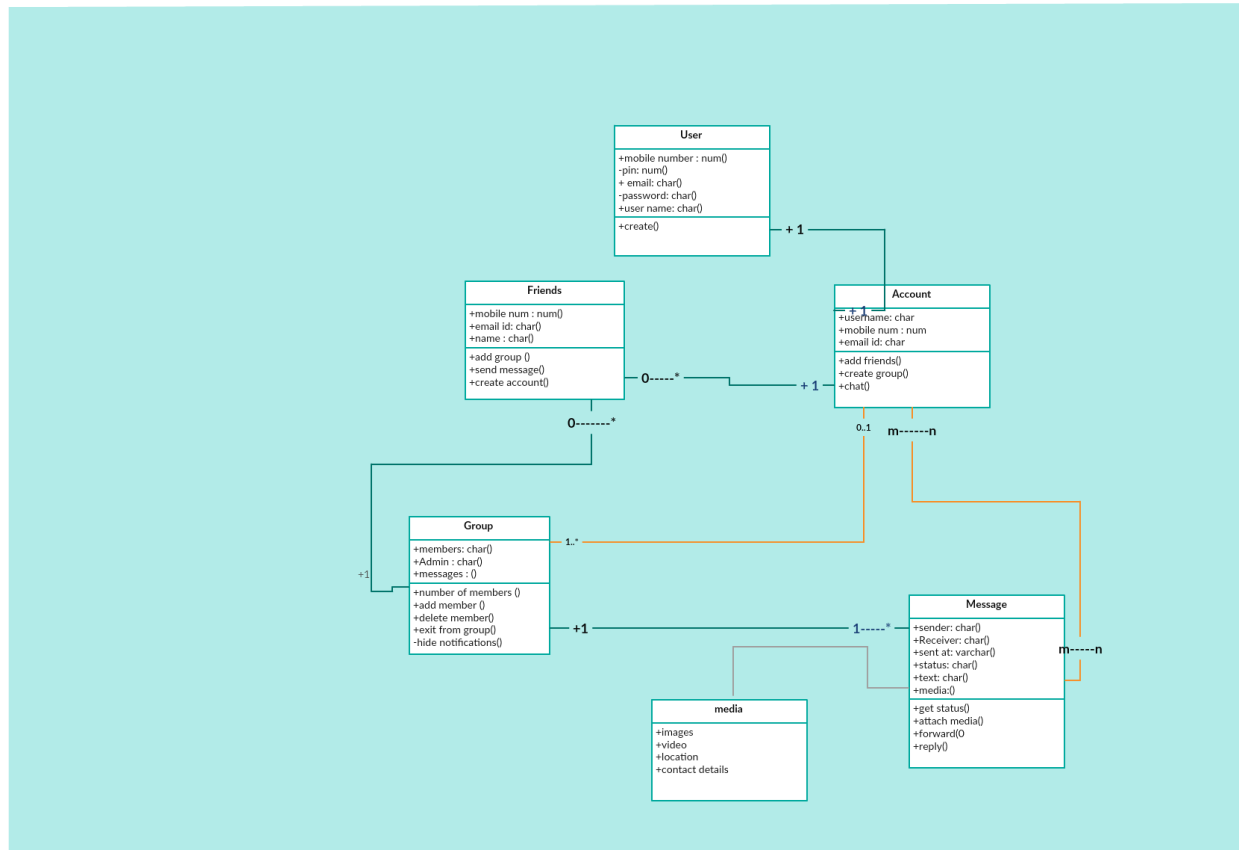 User
+mobile number : num()
-pin: num()
+ email: char()
-password: char()
+user name: char()
+create()
+ 1
Friends
+mobile num : num()
+email id: char()
+name : char()
+add group ()
+send message()
+create account()
Account
+ 1
+username: char
+mobile num : num
+email id: char
+add friends()
+create group()
+chat()
0-----*
+ 1
0-------*
0..1
m------n
Group
+members: char()
+Admin : char()
+messages : ()
+number of members ()
+add member ()
+delete member()
+exit from group()
-hide notifications()
1..*
+1
+1
1-----*
Message
+sender: char()
+Receiver: char()
+sent at: varchar()
+status: char()
+text: char()
+media:()
+get status()
+attach media()
+forward(0
+reply()
m-----n
media
+images
+video
+location
+contact details